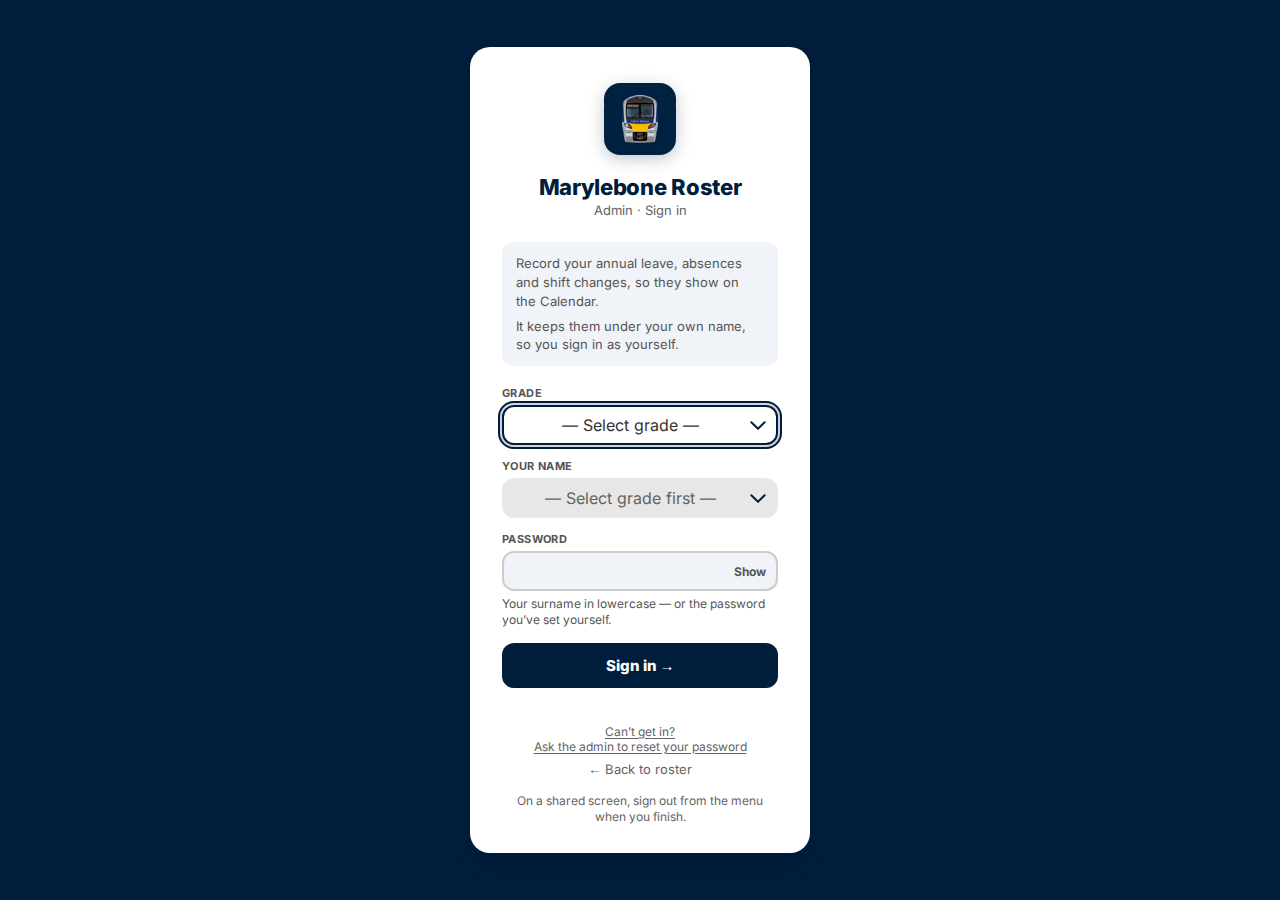 Marylebone Roster
Admin · Sign in
Record your annual leave, absences
and shift changes, so they show on
the Calendar.
It keeps them under your own name,
so you sign in as yourself.
GRADE
— Select grade —
YOUR NAME
— Select grade first —
PASSWORD
Show
Your surname in lowercase — or the password
you've set yourself.
Sign in →
Can't get in?
Ask the admin to reset your password
← Back to roster
On a shared screen, sign out from the menu
when you finish.